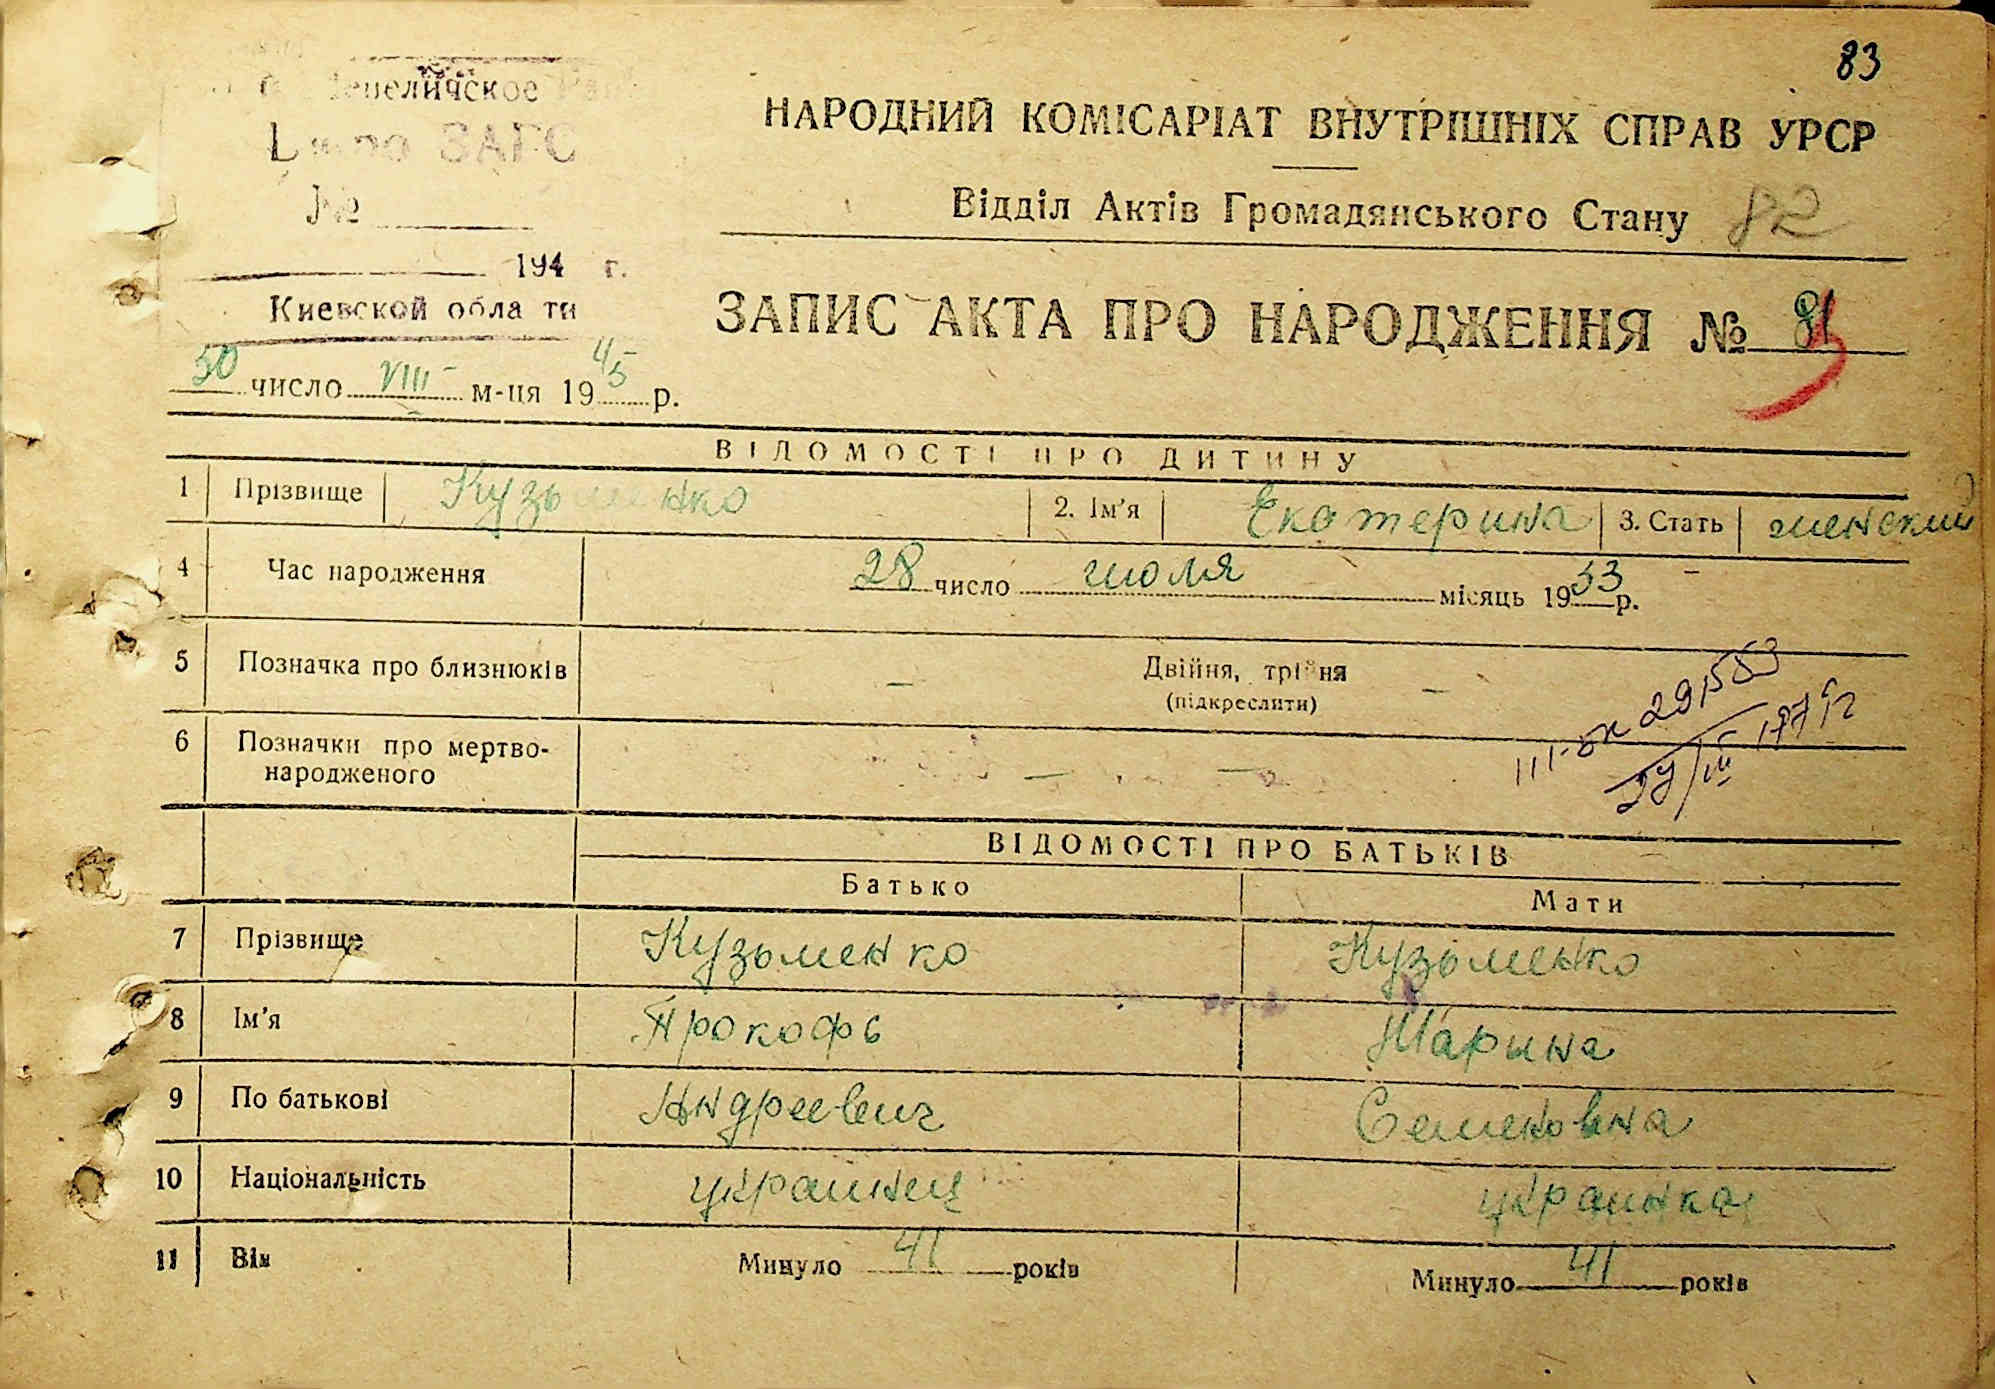 83
Бюро ЗАГС
№
НАРОДНИЙ КОМІСАРІАТ ВНУТРІШНІХ СПРАВ УРСР
Відділ Актів Громадянського Стану 82
194 г.
Киевской области
ЗАПИС АКТА ПРО НАРОДЖЕННЯ № 81
30 число VIII м-ця 1945 р.
ВІДОМОСТІ ПРО ДИТИНУ
1 Прізвище Кузьменко 2. Ім'я Екатерина 3. Стать женский
4 Час народження 28 число июля місяць 1933 р.
5 Позначка про близнюків — Двійня, трійня —
(підкреслити)
6 Позначки про мертво-
народженого — —
ВІДОМОСТІ ПРО БАТЬКІВ
Батько Мати
7 Прізвище Кузьменко Кузьменко
8 Ім'я Прокофь Марина
9 По батькові Андреевич Семеновна
10 Національність украинец украинка
11 Вік Минуло 41 років Минуло 41 років